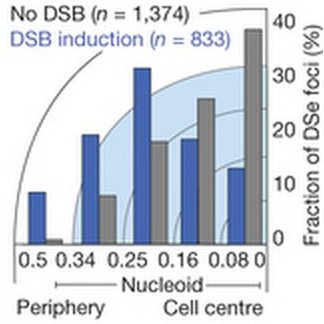 No DSB (n = 1,374)
DSB induction (n = 833)
40
30
20
10
0
Fraction of DSe foci (%)
0.5 0.34 0.25 0.16 0.08 0
Nucleoid
Periphery Cell centre